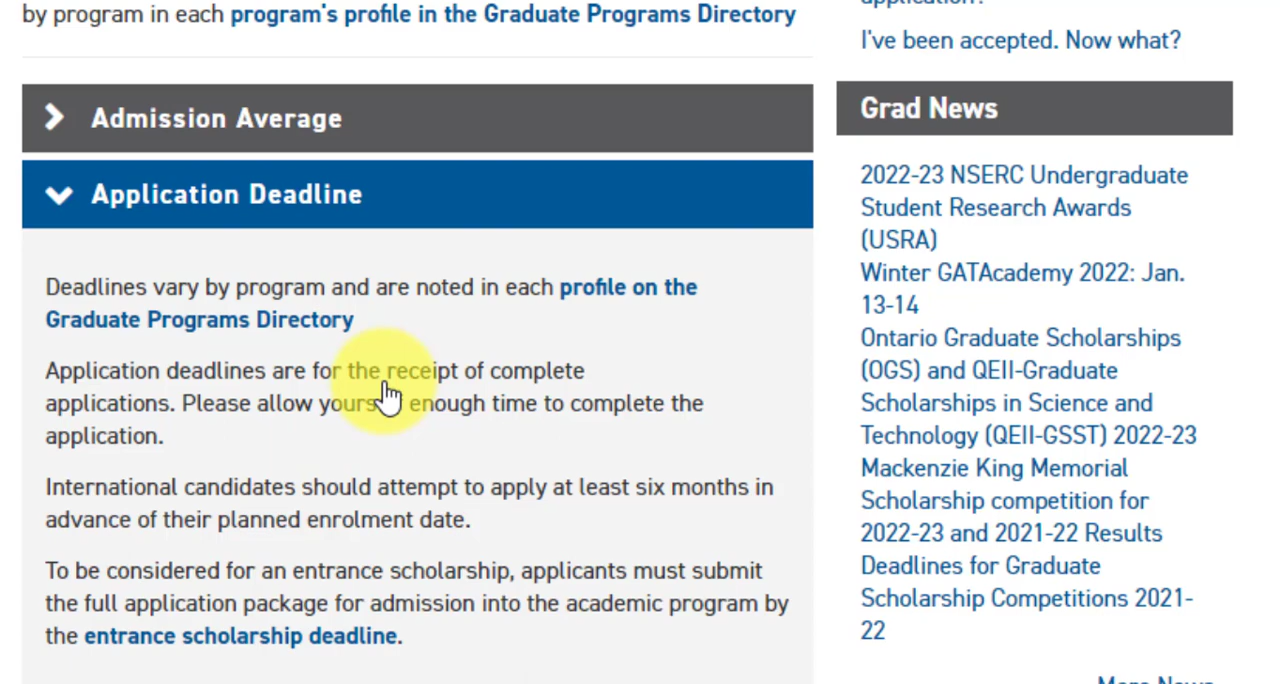 by program in each program's profile in the Graduate Programs Directory
Admission Average
Application Deadline
Deadlines vary by program and are noted in each profile on the
Graduate Programs Directory
Application deadlines are for the receipt of complete
applications. Please allow enough time to complete the
application.
International candidates should attempt to apply at least six months in
advance of their planned enrolment date.
To be considered for an entrance scholarship, applicants must submit
the full application package for admission into the academic program by
the entrance scholarship deadline.
application?
I've been accepted. Now what?
Grad News
2022-23 NSERC Undergraduate
Student Research Awards
(USRA)
Winter GATAcademy 2022: Jan.
13-14
Ontario Graduate Scholarships
(OGS) and QEII-Graduate
Scholarships in Science and
Technology (QEII-GSST) 2022-23
Mackenzie King Memorial
Scholarship competition for
2022-23 and 2021-22 Results
Deadlines for Graduate
Scholarship Competitions 2021-
22
More News